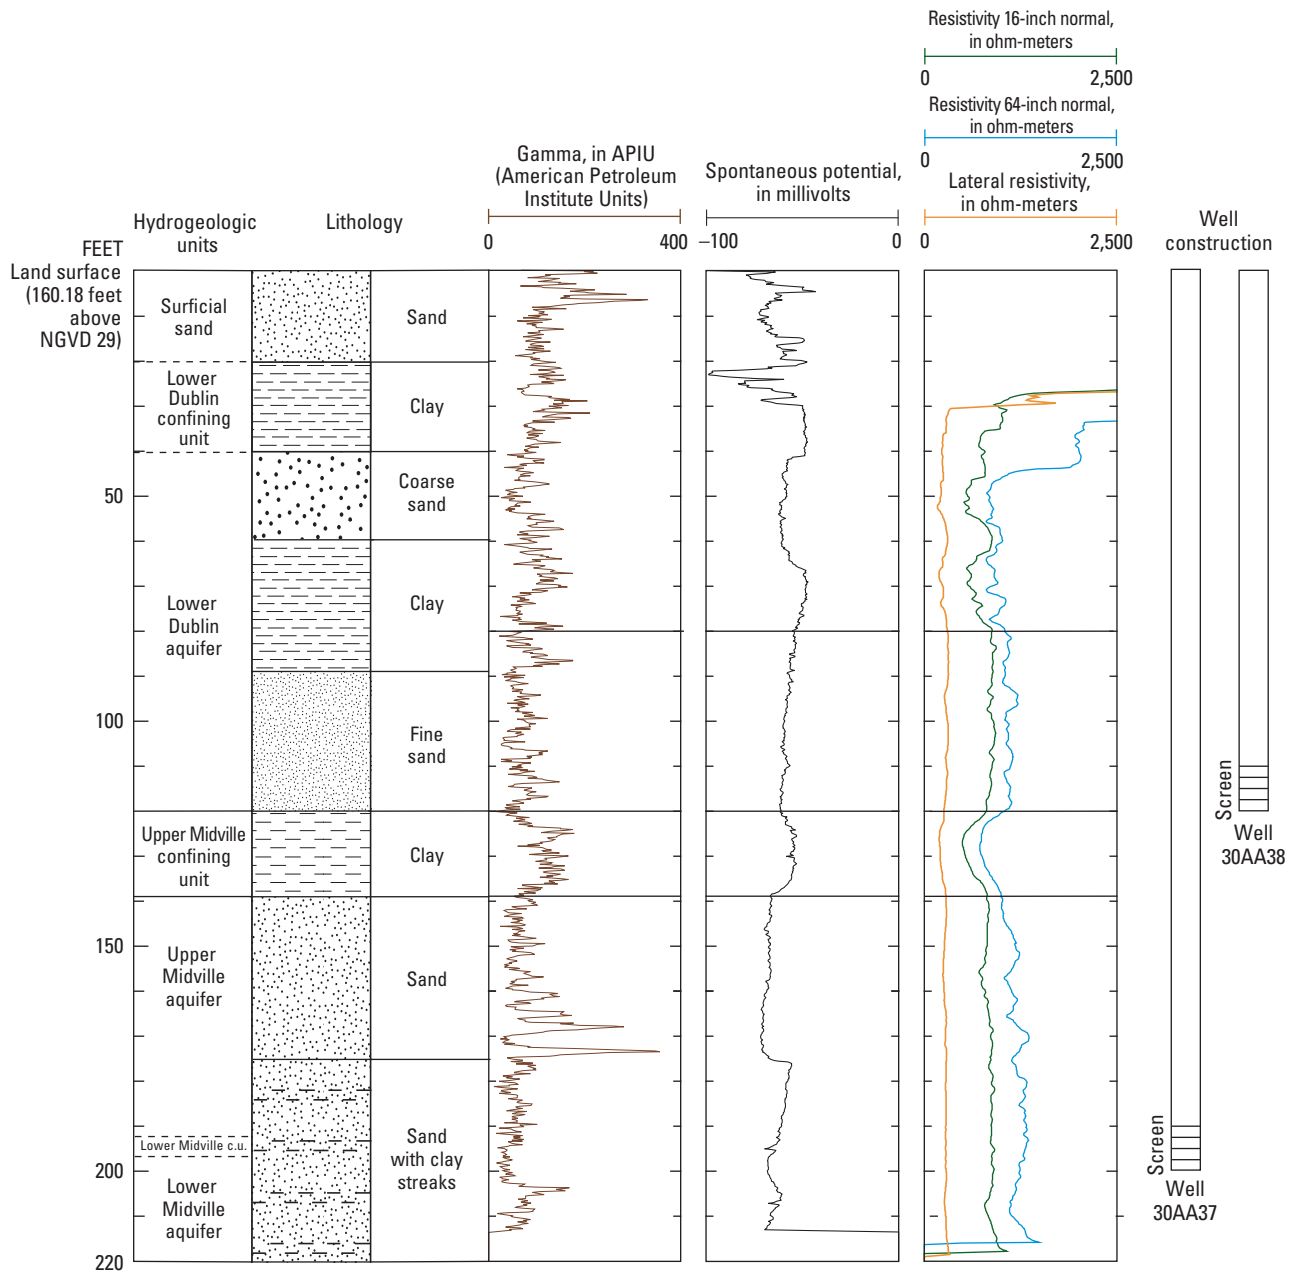 Resistivity 16-inch normal,
in ohm-meters
0 2,500
Resistivity 64-inch normal,
in ohm-meters
0 2,500
Gamma, in APIU
(American Petroleum
Institute Units)
0 400
Spontaneous potential,
in millivolts
–100 0
Lateral resistivity,
in ohm-meters
0 2,500
Well
construction
Hydrogeologic
units
Lithology
FEET
Land surface
(160.18 feet
above
NGVD 29)
50
100
150
200
220
Surficial
sand
Lower
Dublin
confining
unit
Lower
Dublin
aquifer
Upper Midville
confining
unit
Upper
Midville
aquifer
Lower Midville c.u.
Lower
Midville
aquifer
Sand
Clay
Coarse
sand
Clay
Fine
sand
Clay
Sand
Sand
with clay
streaks
Screen
Well
30AA37
Screen
Well
30AA38